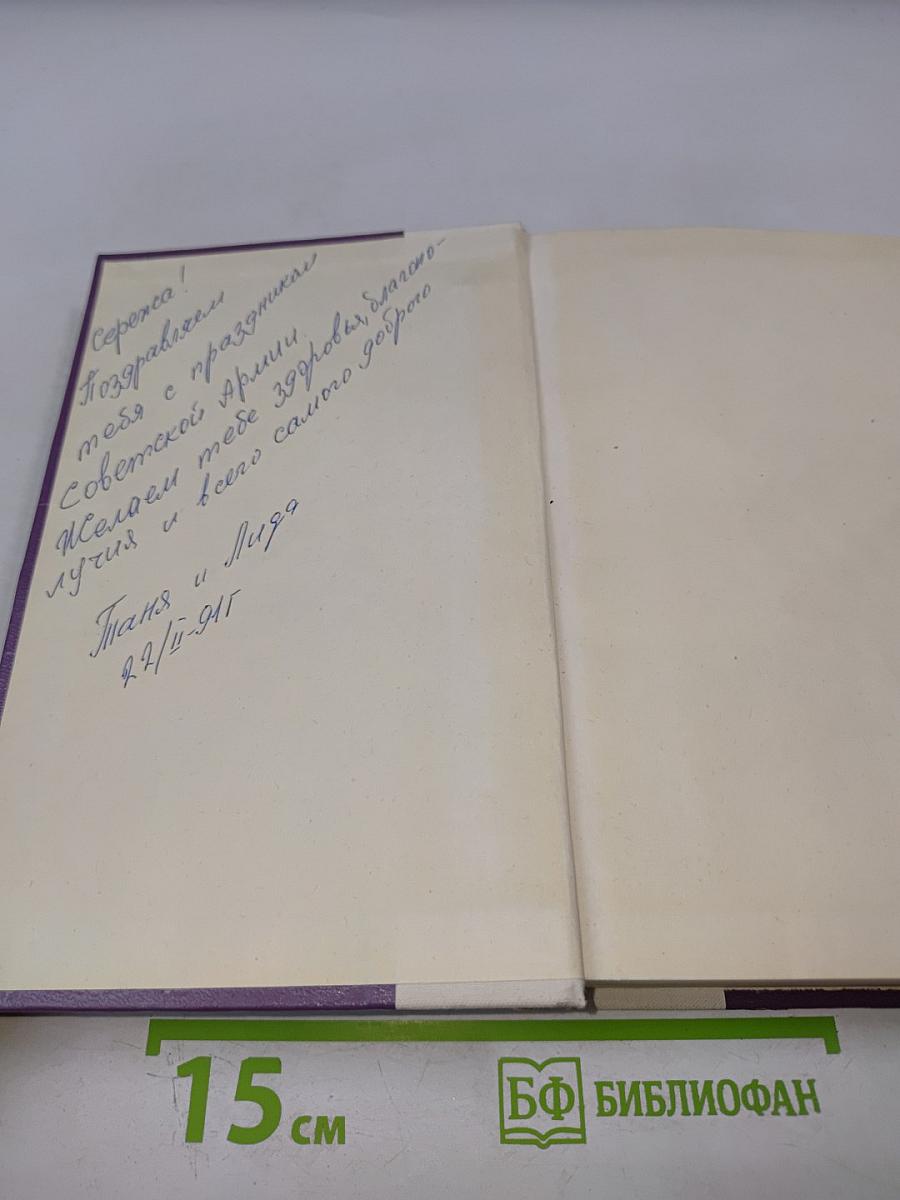 Сережа!
Поздравляем
тебя с праздником
Советской Армии.
Желаем тебе здоровья, благопо-
лучия и всего самого доброго
Таня и Лида
22/II-91г
15 см
БФ БИБЛИОФАН